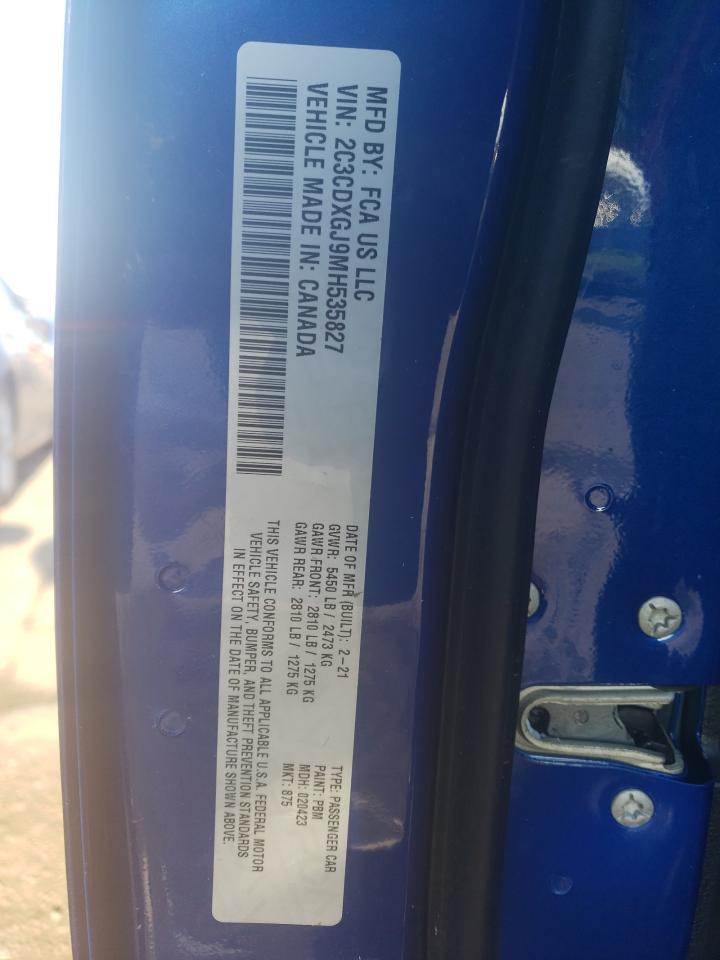 MFD BY: FCA US LLC
VIN: 2C3CDXGJ9MH535827
VEHICLE MADE IN: CANADA
DATE OF MFR (BUILT): 2-21
GVWR: 5450 LB / 2473 KG
GAWR FRONT: 2810 LB / 1275 KG
GAWR REAR: 2810 LB / 1275 KG
THIS VEHICLE CONFORMS TO ALL APPLICABLE U.S.A. FEDERAL MOTOR
VEHICLE SAFETY, BUMPER, AND THEFT PREVENTION STANDARDS
IN EFFECT ON THE DATE OF MANUFACTURE SHOWN ABOVE.
TYPE: PASSENGER CAR
PAINT: PBM
MDH: 020423
MKT: 875